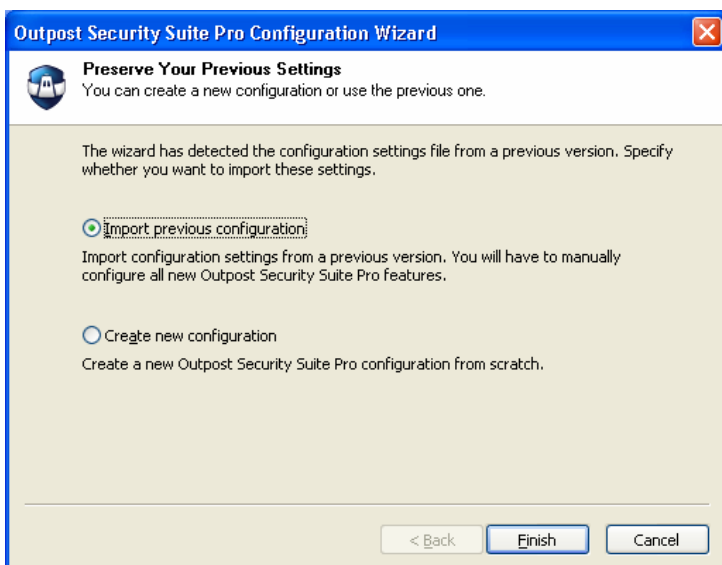 Outpost Security Suite Pro Configuration Wizard
Preserve Your Previous Settings
You can create a new configuration or use the previous one.
The wizard has detected the configuration settings file from a previous version. Specify
whether you want to import these settings.
Import previous configuration
Import configuration settings from a previous version. You will have to manually
configure all new Outpost Security Suite Pro features.
Create new configuration
Create a new Outpost Security Suite Pro configuration from scratch.
< Back
Finish
Cancel